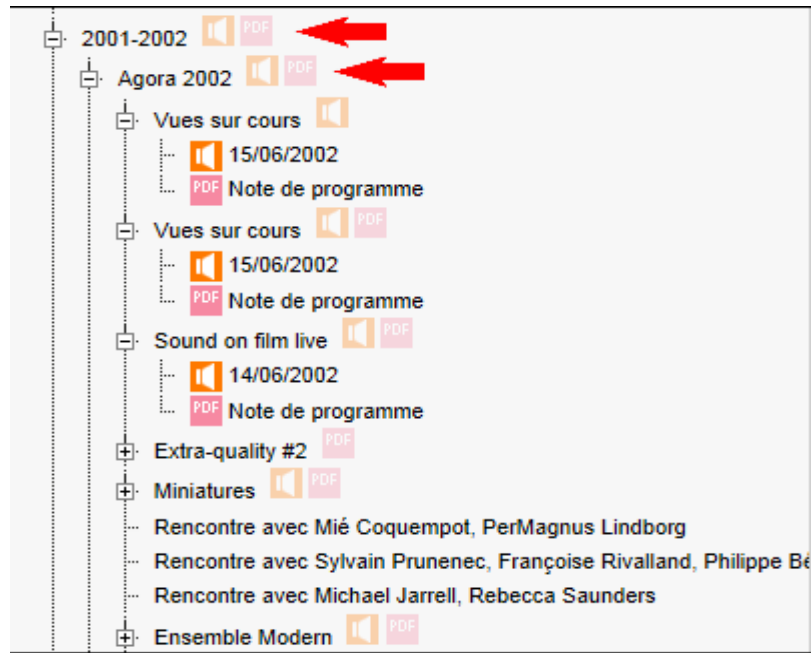 2001-2002 PDF
Agora 2002 PDF
Vues sur cours
15/06/2002
PDF Note de programme
Vues sur cours PDF
15/06/2002
PDF Note de programme
Sound on film live PDF
14/06/2002
PDF Note de programme
Extra-quality #2 PDF
Miniatures PDF
Rencontre avec Mié Coquempot, PerMagnus Lindborg
Rencontre avec Sylvain Prunenec, Françoise Rivalland, Philippe
Rencontre avec Michael Jarrell, Rebecca Saunders
Ensemble Modern PDF